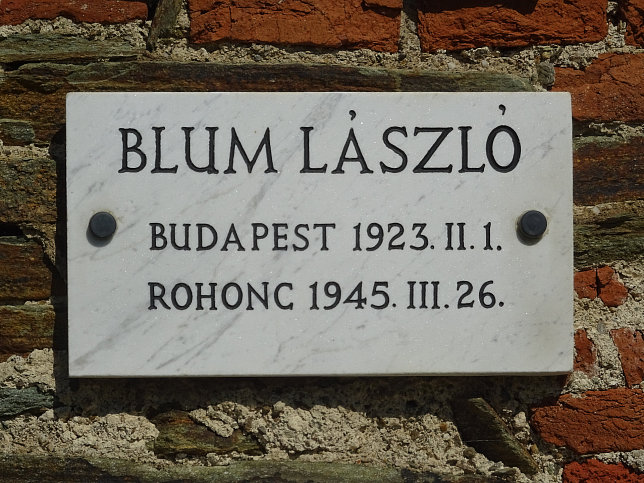 BLUM LÁSZLÓ
BUDAPEST 1923. II. 1.
ROHONC 1945. III. 26.